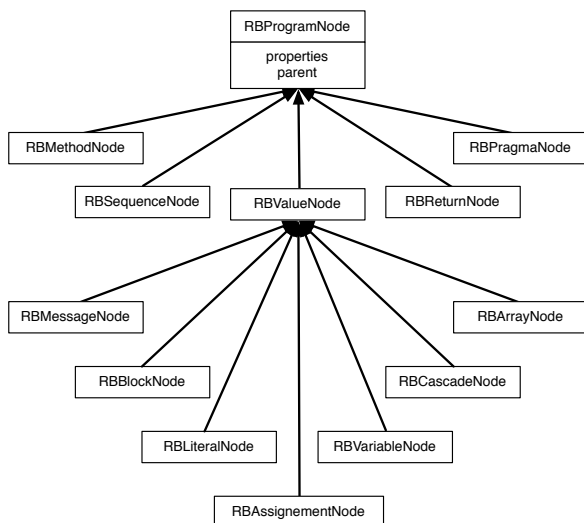 RBProgramNode
properties
parent
RBMethodNode
RBPragmaNode
RBSequenceNode
RBValueNode
RBReturnNode
RBMessageNode
RBArrayNode
RBBlockNode
RBCascadeNode
RBLiteralNode
RBVariableNode
RBAssignementNode